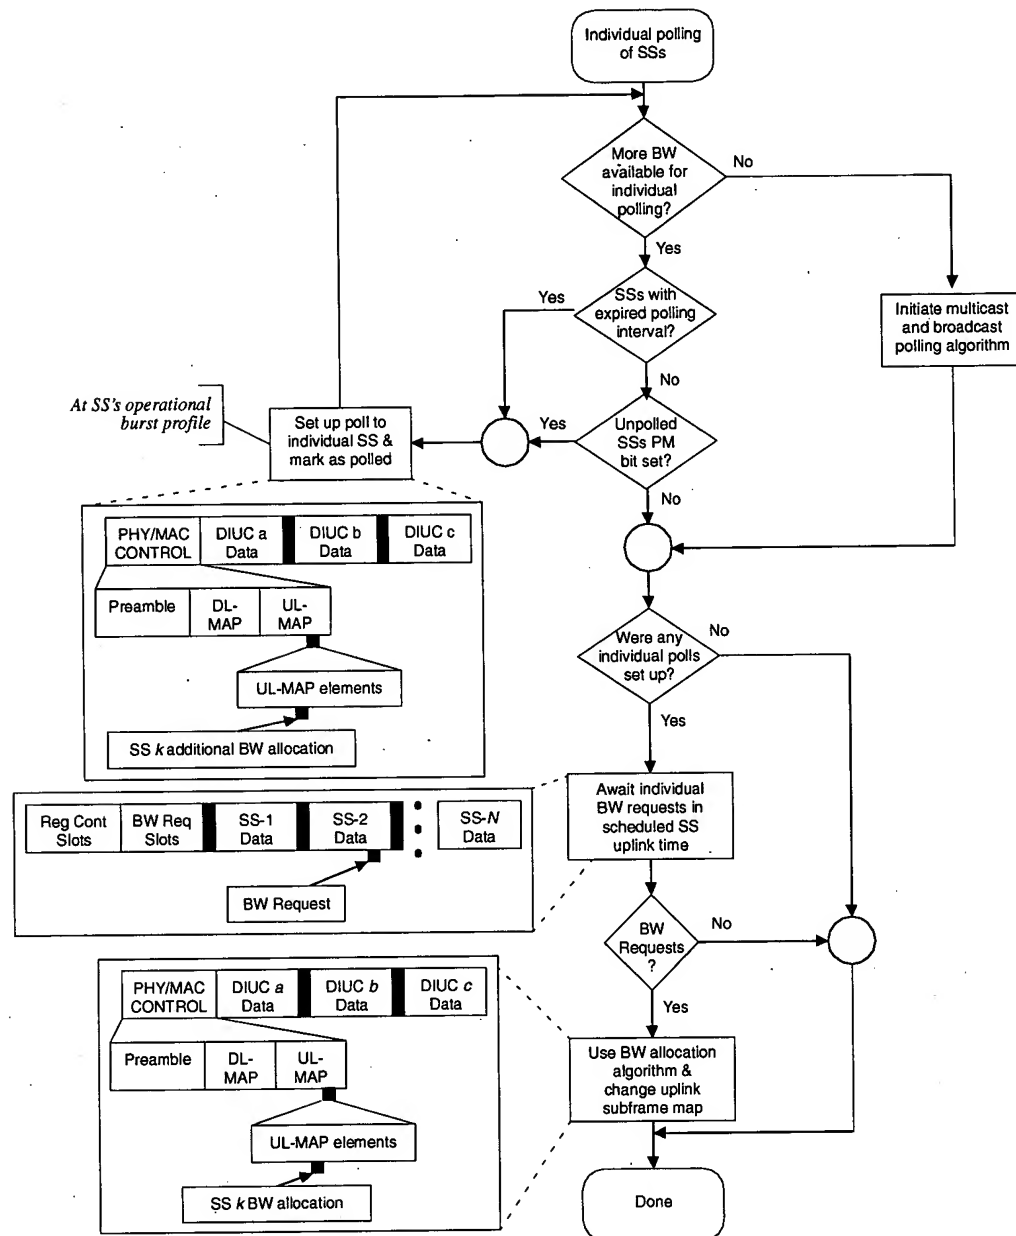 Individual polling
of SSs
More BW
available for
individual
polling?
No
Yes
SSs with
expired polling
interval?
Yes
No
Initiate multicast
and broadcast
polling algorithm
At SS's operational
burst profile
Set up poll to
individual SS &
mark as polled
Yes
Unpolled
SSs PM
bit set?
No
PHY/MAC
CONTROL
DIUC a
Data
DIUC b
Data
DIUC c
Data
Preamble
DL-
MAP
UL-
MAP
UL-MAP elements
SS k additional BW allocation
Were any
individual polls
set up?
No
Yes
Await individual
BW requests in
scheduled SS
uplink time
Reg Cont
Slots
BW Req
Slots
SS-1
Data
SS-2
Data
SS-N
Data
BW Request
BW
Requests
?
No
Yes
PHY/MAC
CONTROL
DIUC a
Data
DIUC b
Data
DIUC c
Data
Preamble
DL-
MAP
UL-
MAP
UL-MAP elements
SS k BW allocation
Use BW allocation
algorithm &
change uplink
subframe map
Done